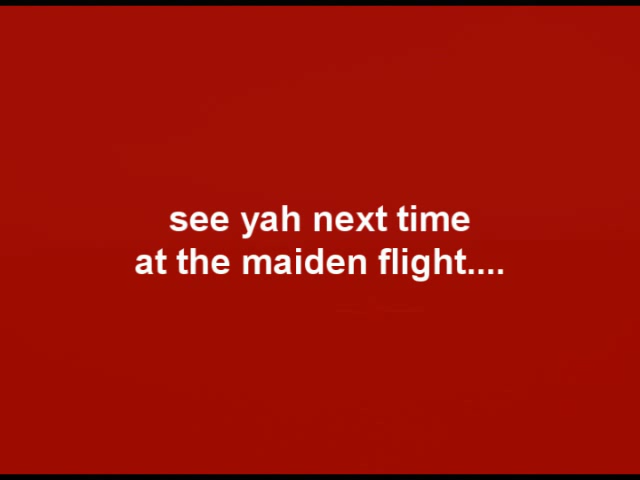 see yah next time
at the maiden flight....